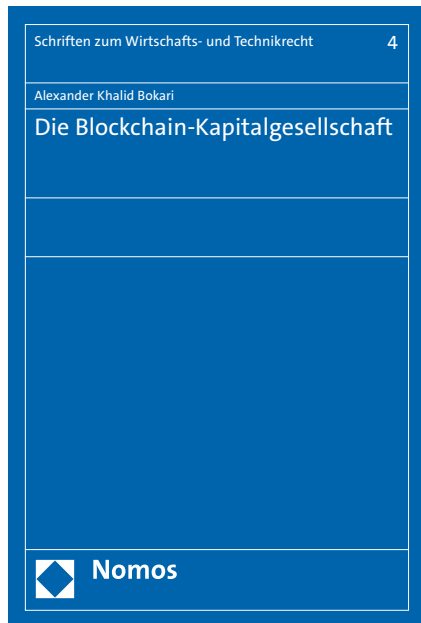 Schriften zum Wirtschafts- und Technikrecht 4
Alexander Khalid Bokari
Die Blockchain-Kapitalgesellschaft
Nomos